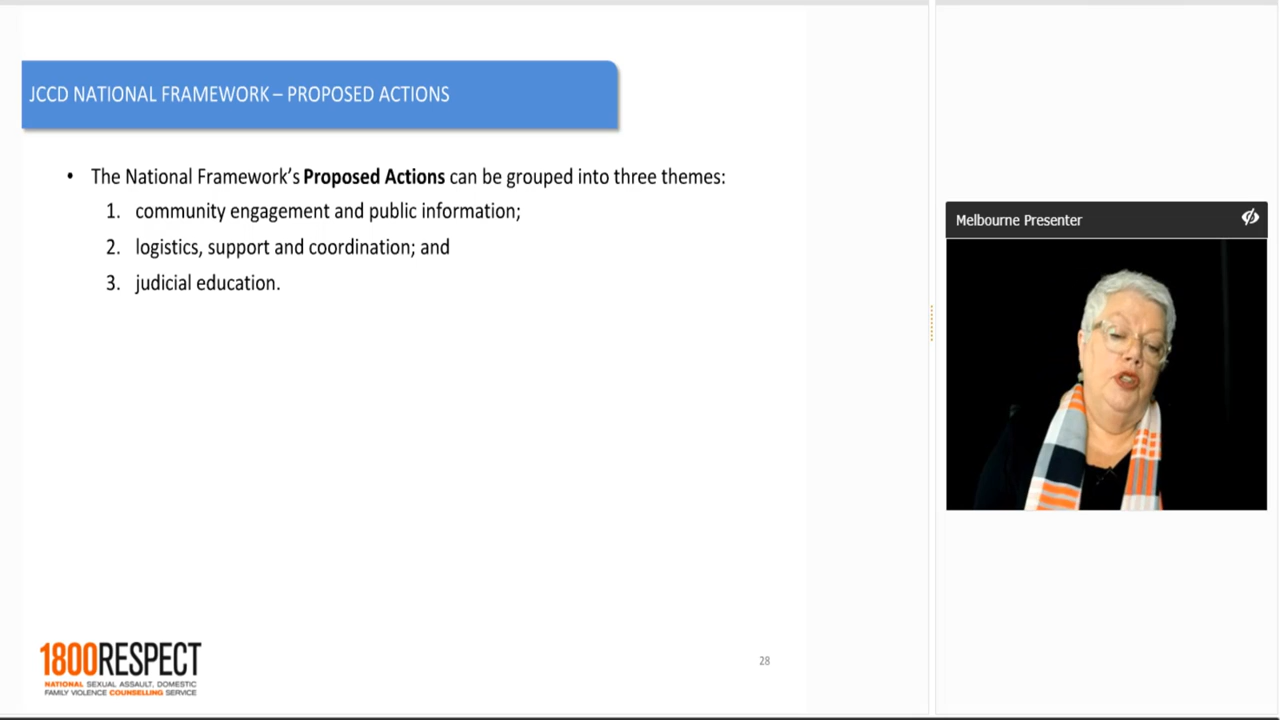 JCCD NATIONAL FRAMEWORK – PROPOSED ACTIONS
• The National Framework’s Proposed Actions can be grouped into three themes:
1. community engagement and public information;
2. logistics, support and coordination; and
3. judicial education.
Melbourne Presenter
1800RESPECT
NATIONAL SEXUAL ASSAULT, DOMESTIC
FAMILY VIOLENCE COUNSELLING SERVICE
28